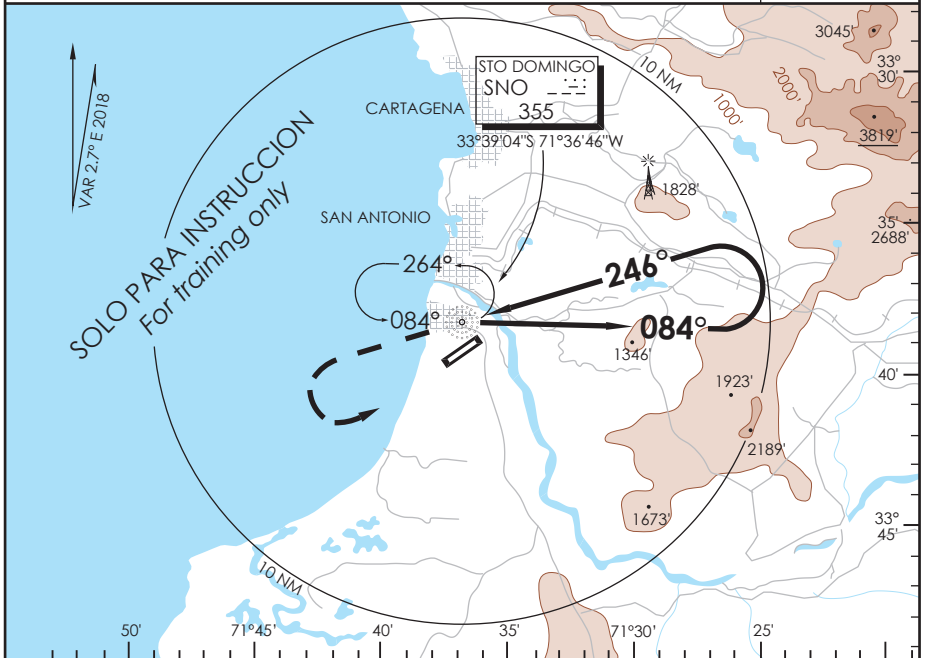 3045'
33°
30'
STO DOMINGO
SNO
355
33°39'04"S 71°36'46"W
10 NM
2000'
1000'
3819'
CARTAGENA
VAR 2.7° E 2018
SOLO PARA INSTRUCCION
For training only
1828'
SAN ANTONIO
35'
2688'
264°
246°
084°
084°
1346'
40'
1923'
2189'
1673'
33°
45'
10 NM
50'
71°45'
40'
35'
71°30'
25'